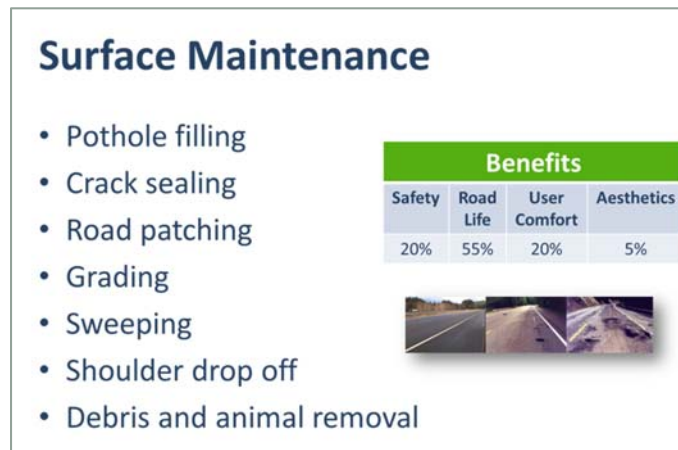 Surface Maintenance
• Pothole filling
• Crack sealing
• Road patching
• Grading
• Sweeping
• Shoulder drop off
• Debris and animal removal
Benefits
Safety Road Life User Comfort Aesthetics
20% 55% 20% 5%